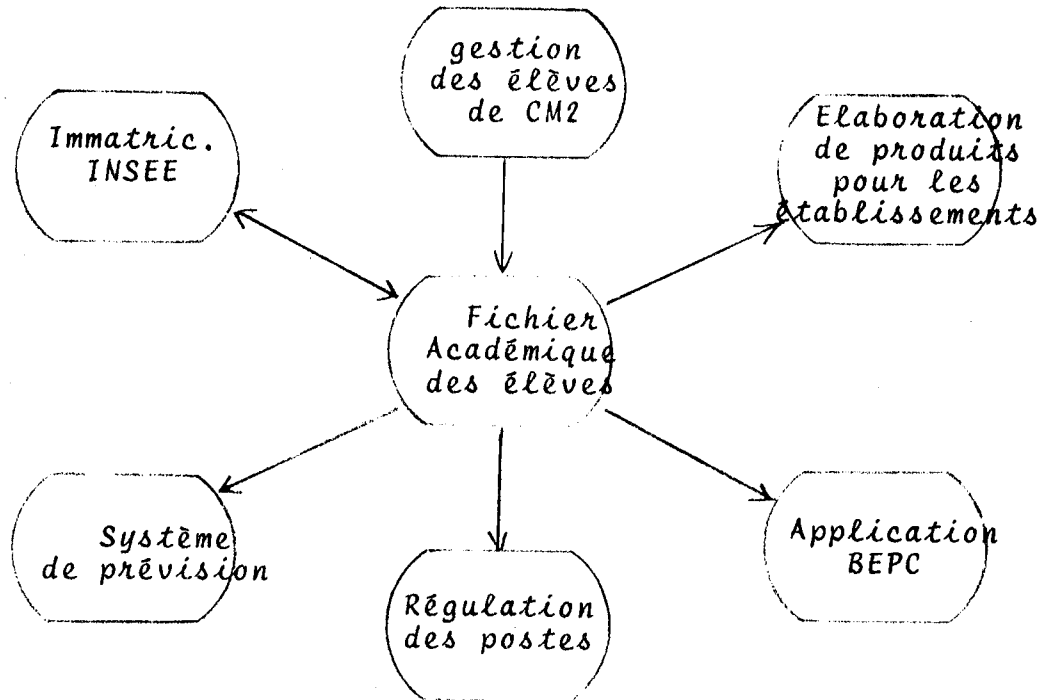 gestion
des élèves
de CM2
Immatric.
INSEE
Elaboration
de produits
pour les
établissements
Fichier
Académique
des élèves
Système
de prévision
Régulation
des postes
Application
BEPC